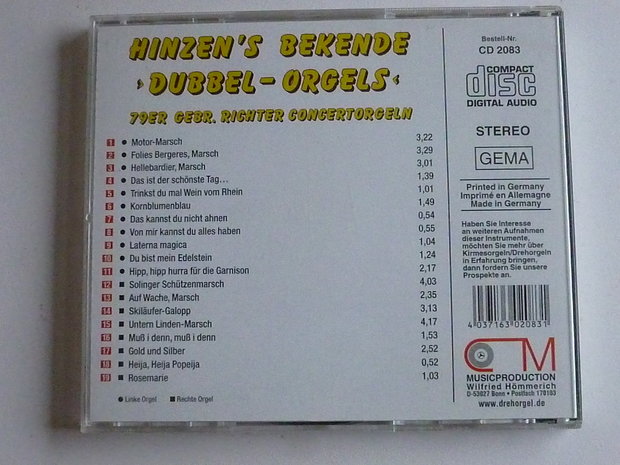 HINZEN'S BEKENDE
›DUBBEL-ORGELS‹
79ER GEBR. RICHTER CONCERTORGELN
1 ● Motor-Marsch 3,22
2 ● Folies Bergeres, Marsch 3,29
3 ● Hellebardier, Marsch 3,01
4 ● Das ist der schönste Tag... 1,39
5 ● Trinkst du mal Wein vom Rhein 1,01
6 ● Kornblumenblau 1,49
7 ● Das kannst du nicht ahnen 0,54
8 ● Von mir kannst du alles haben 0,55
9 ● Laterna magica 1,04
10 ● Du bist mein Edelstein 1,24
11 ● Hipp, hipp hurra für die Garnison 2,17
12 ■ Solinger Schützenmarsch 4,03
13 ■ Auf Wache, Marsch 2,35
14 ■ Skiläufer-Galopp 3,13
15 ■ Untern Linden-Marsch 4,17
16 ■ Muß i denn, muß i denn 1,53
17 ■ Gold und Silber 2,52
18 ■ Heija, Heija Popeija 0,52
19 ■ Rosemarie 1,03
● Linke Orgel ■ Rechte Orgel
Bestell-Nr.
CD 2083
COMPACT
disc
DIGITAL AUDIO
STEREO
GEMA
Printed in Germany
Imprimé en Allemagne
Made in Germany
Haben Sie Interesse
an weiteren Aufnahmen
dieser Instrumente,
möchten Sie mehr über
Kirmesorgeln/Drehorgeln
in Erfahrung bringen,
dann fordern Sie unsere
Prospekte an.
4 037163 020831
M
MUSICPRODUCTION
Wilfried Hömmerich
D-53027 Bonn • Postfach 170183
www.drehorgel.de